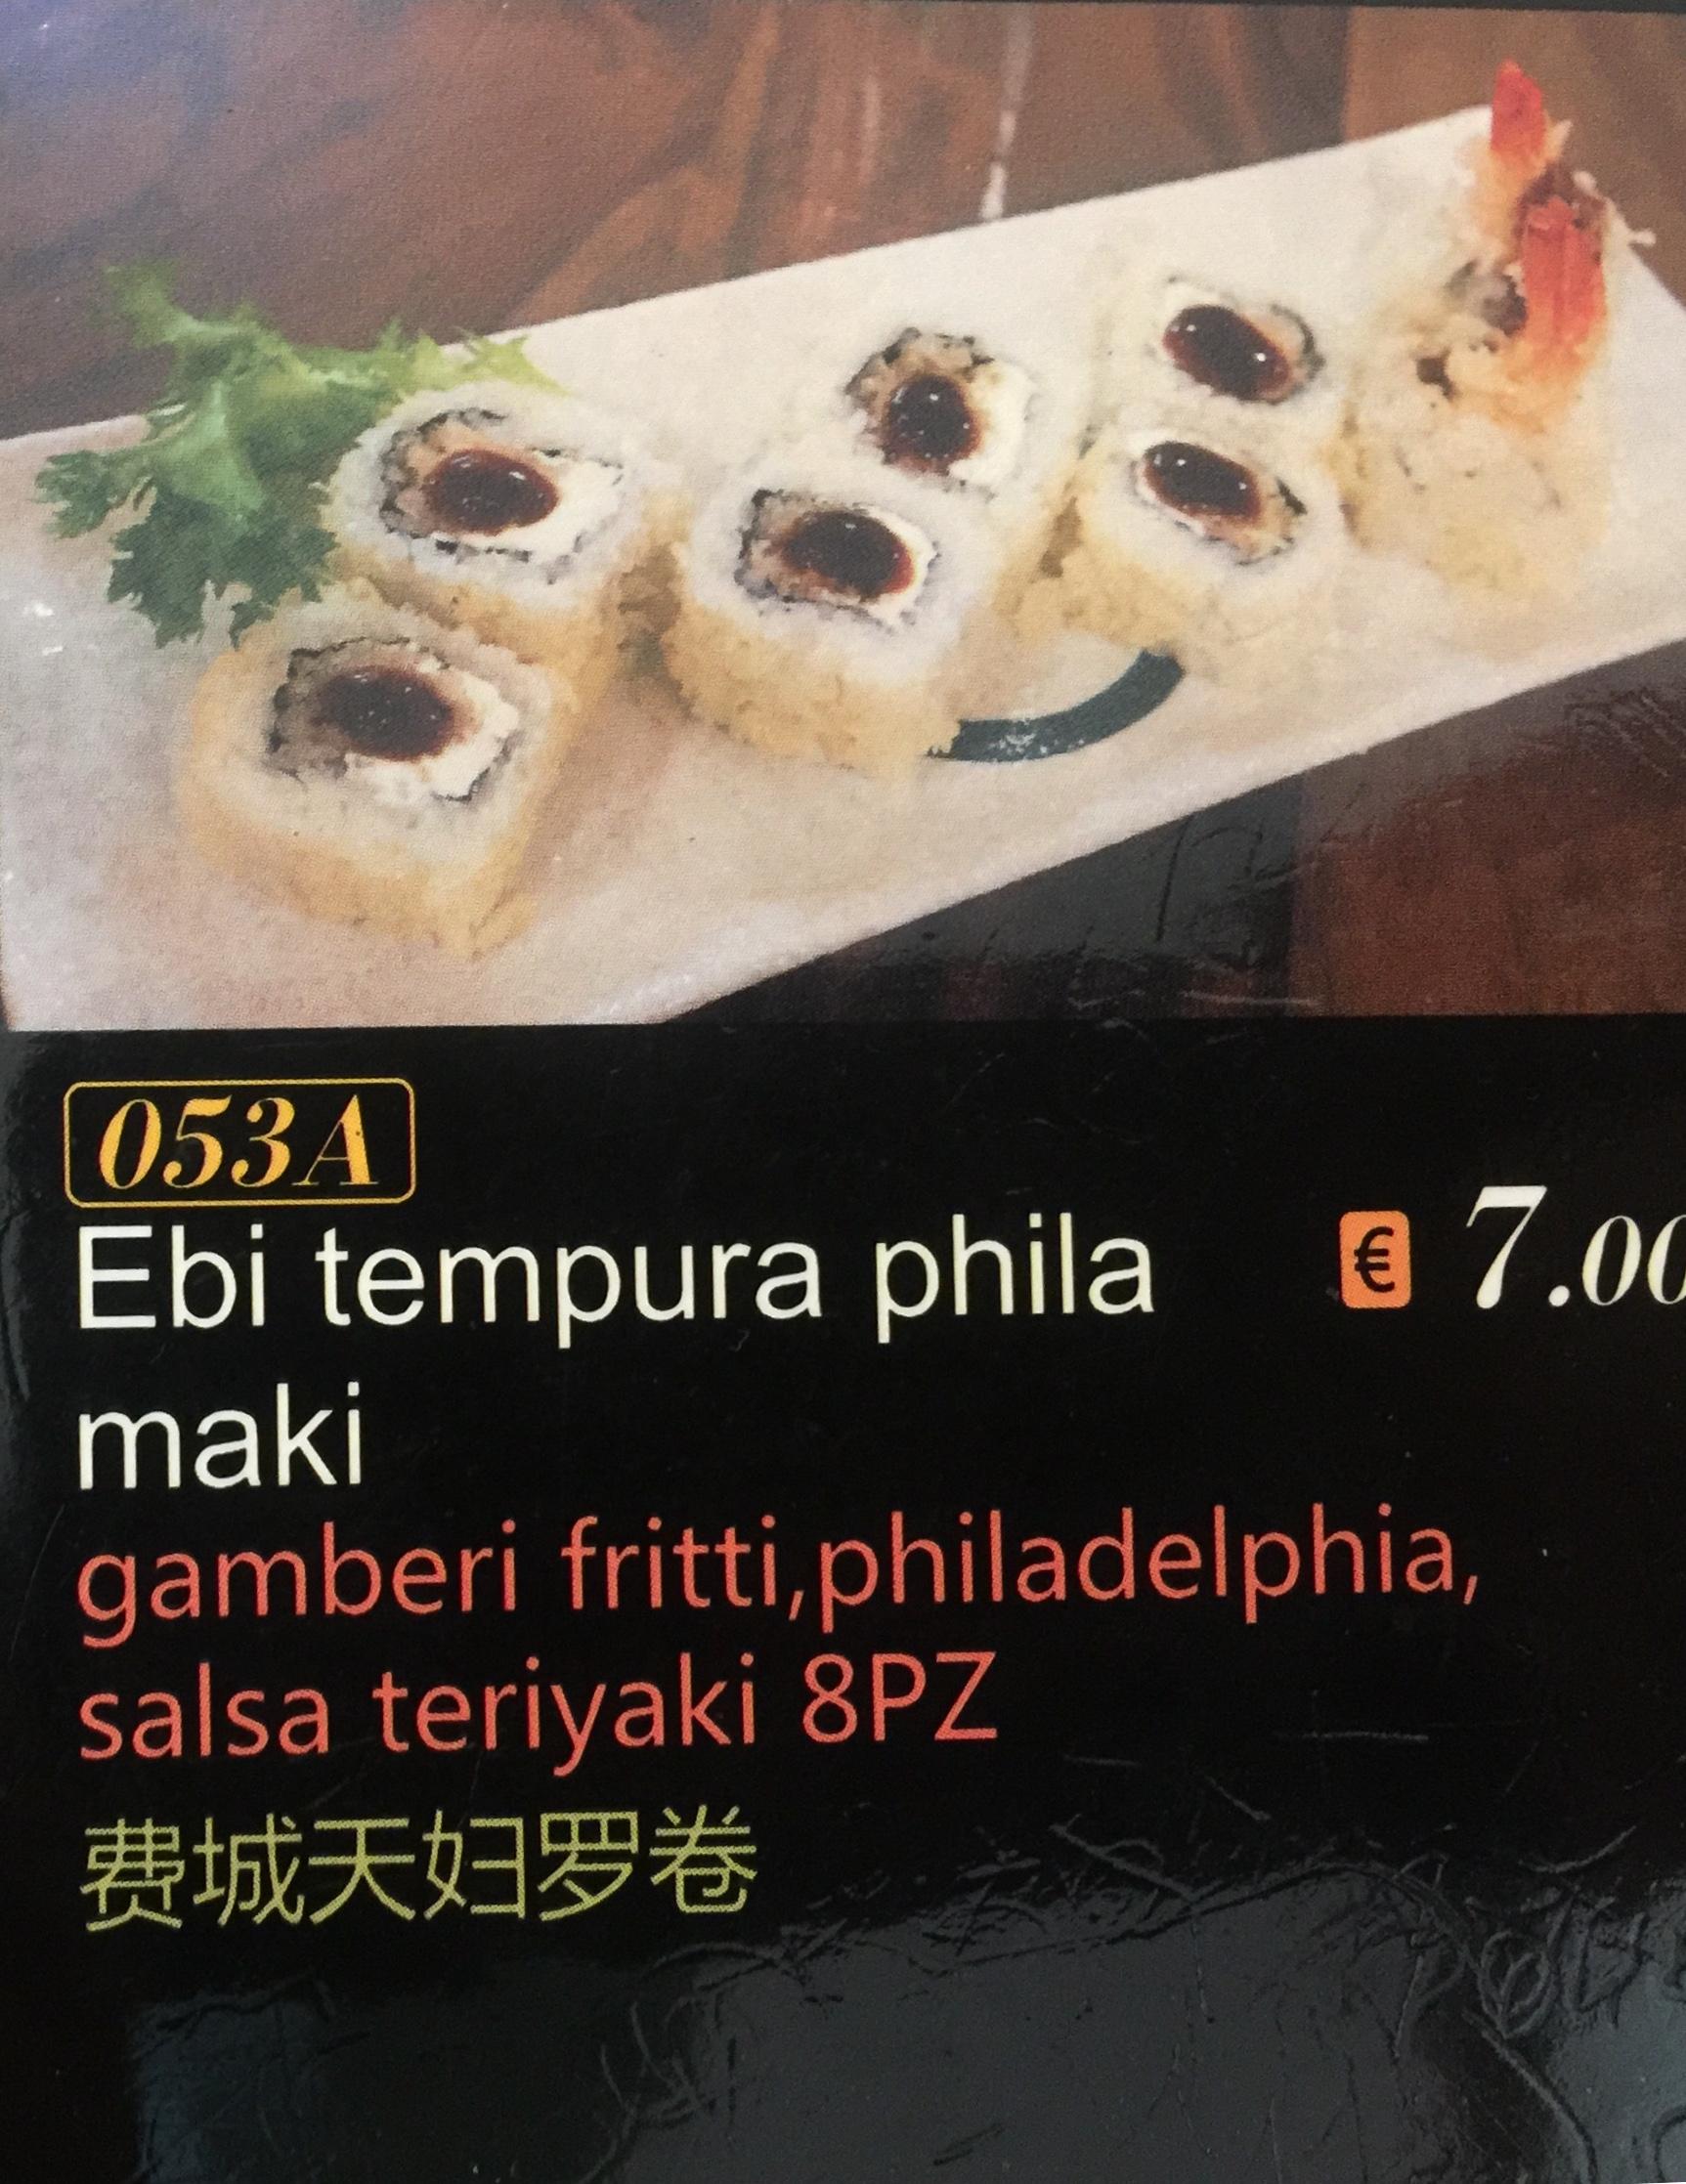 053A
Ebi tempura phila
€ 7.00
maki
gamberi fritti,philadelphia,
salsa teriyaki 8PZ
费城天妇罗卷